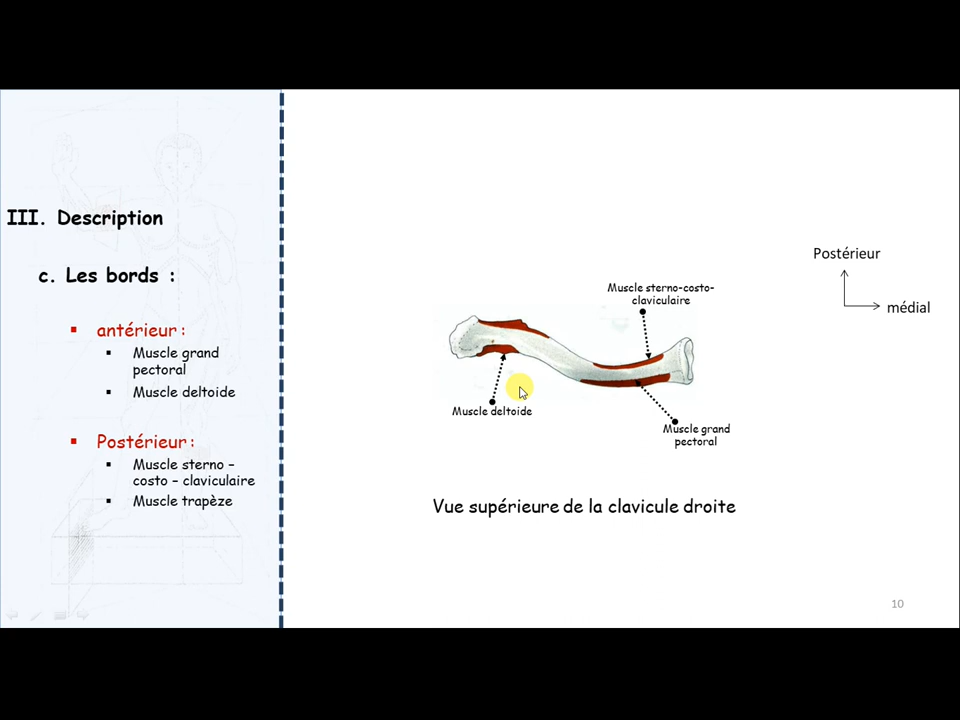 III. Description
c. Les bords :
antérieur :
Muscle grand
pectoral
Muscle deltoide
Postérieur :
Muscle sterno –
costo – claviculaire
Muscle trapèze
Muscle sterno-costo-
claviculaire
Muscle deltoide
Muscle grand
pectoral
Postérieur
médial
Vue supérieure de la clavicule droite
10